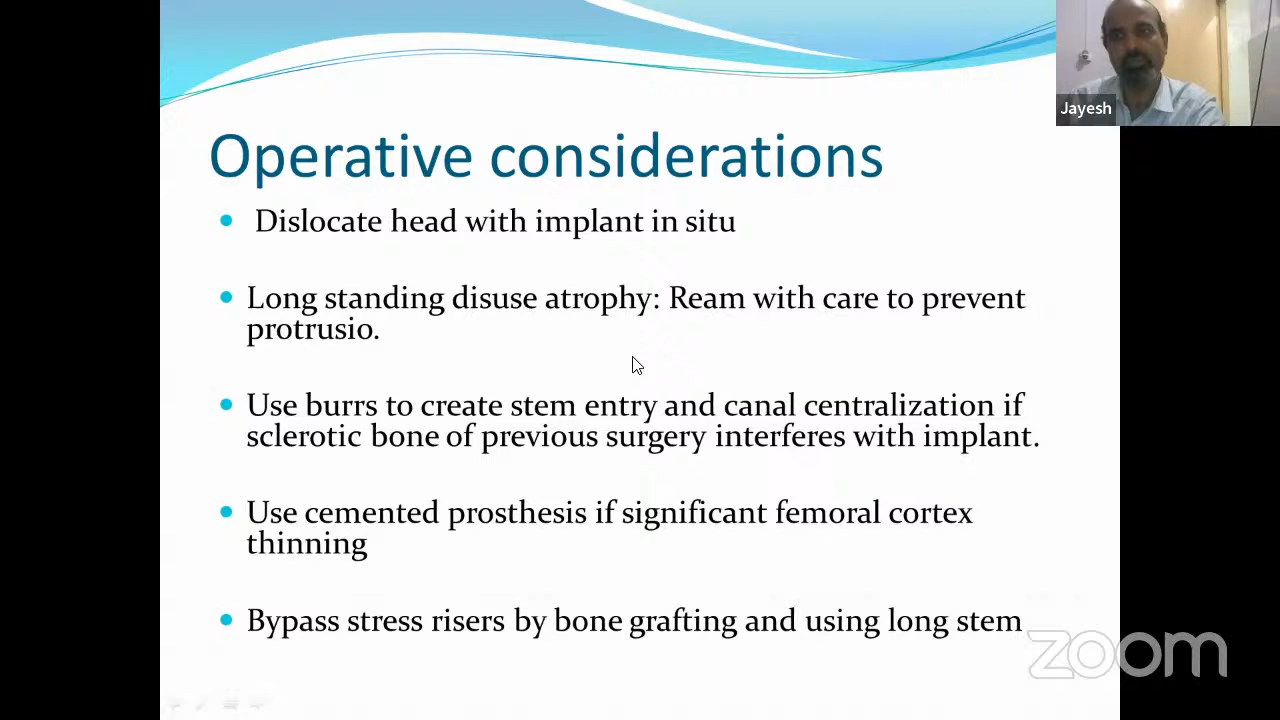 Jayesh
Operative considerations
Dislocate head with implant in situ
Long standing disuse atrophy: Ream with care to prevent
protrusio.
Use burrs to create stem entry and canal centralization if
sclerotic bone of previous surgery interferes with implant.
Use cemented prosthesis if significant femoral cortex
thinning
Bypass stress risers by bone grafting and using long stem
zoom